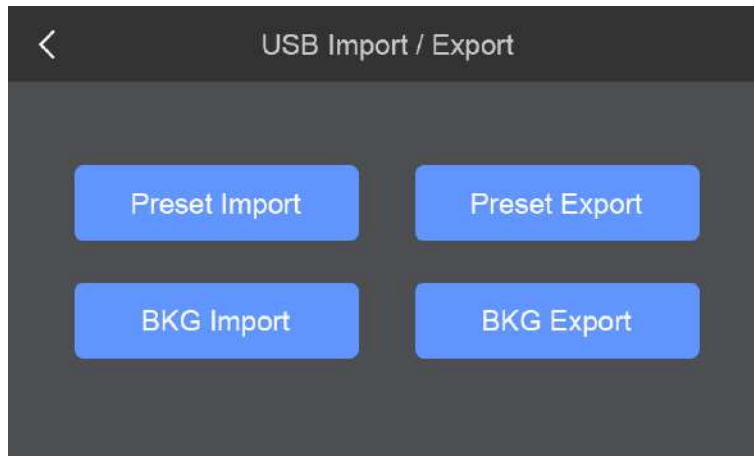 USB Import / Export
Preset Import
Preset Export
BKG Import
BKG Export